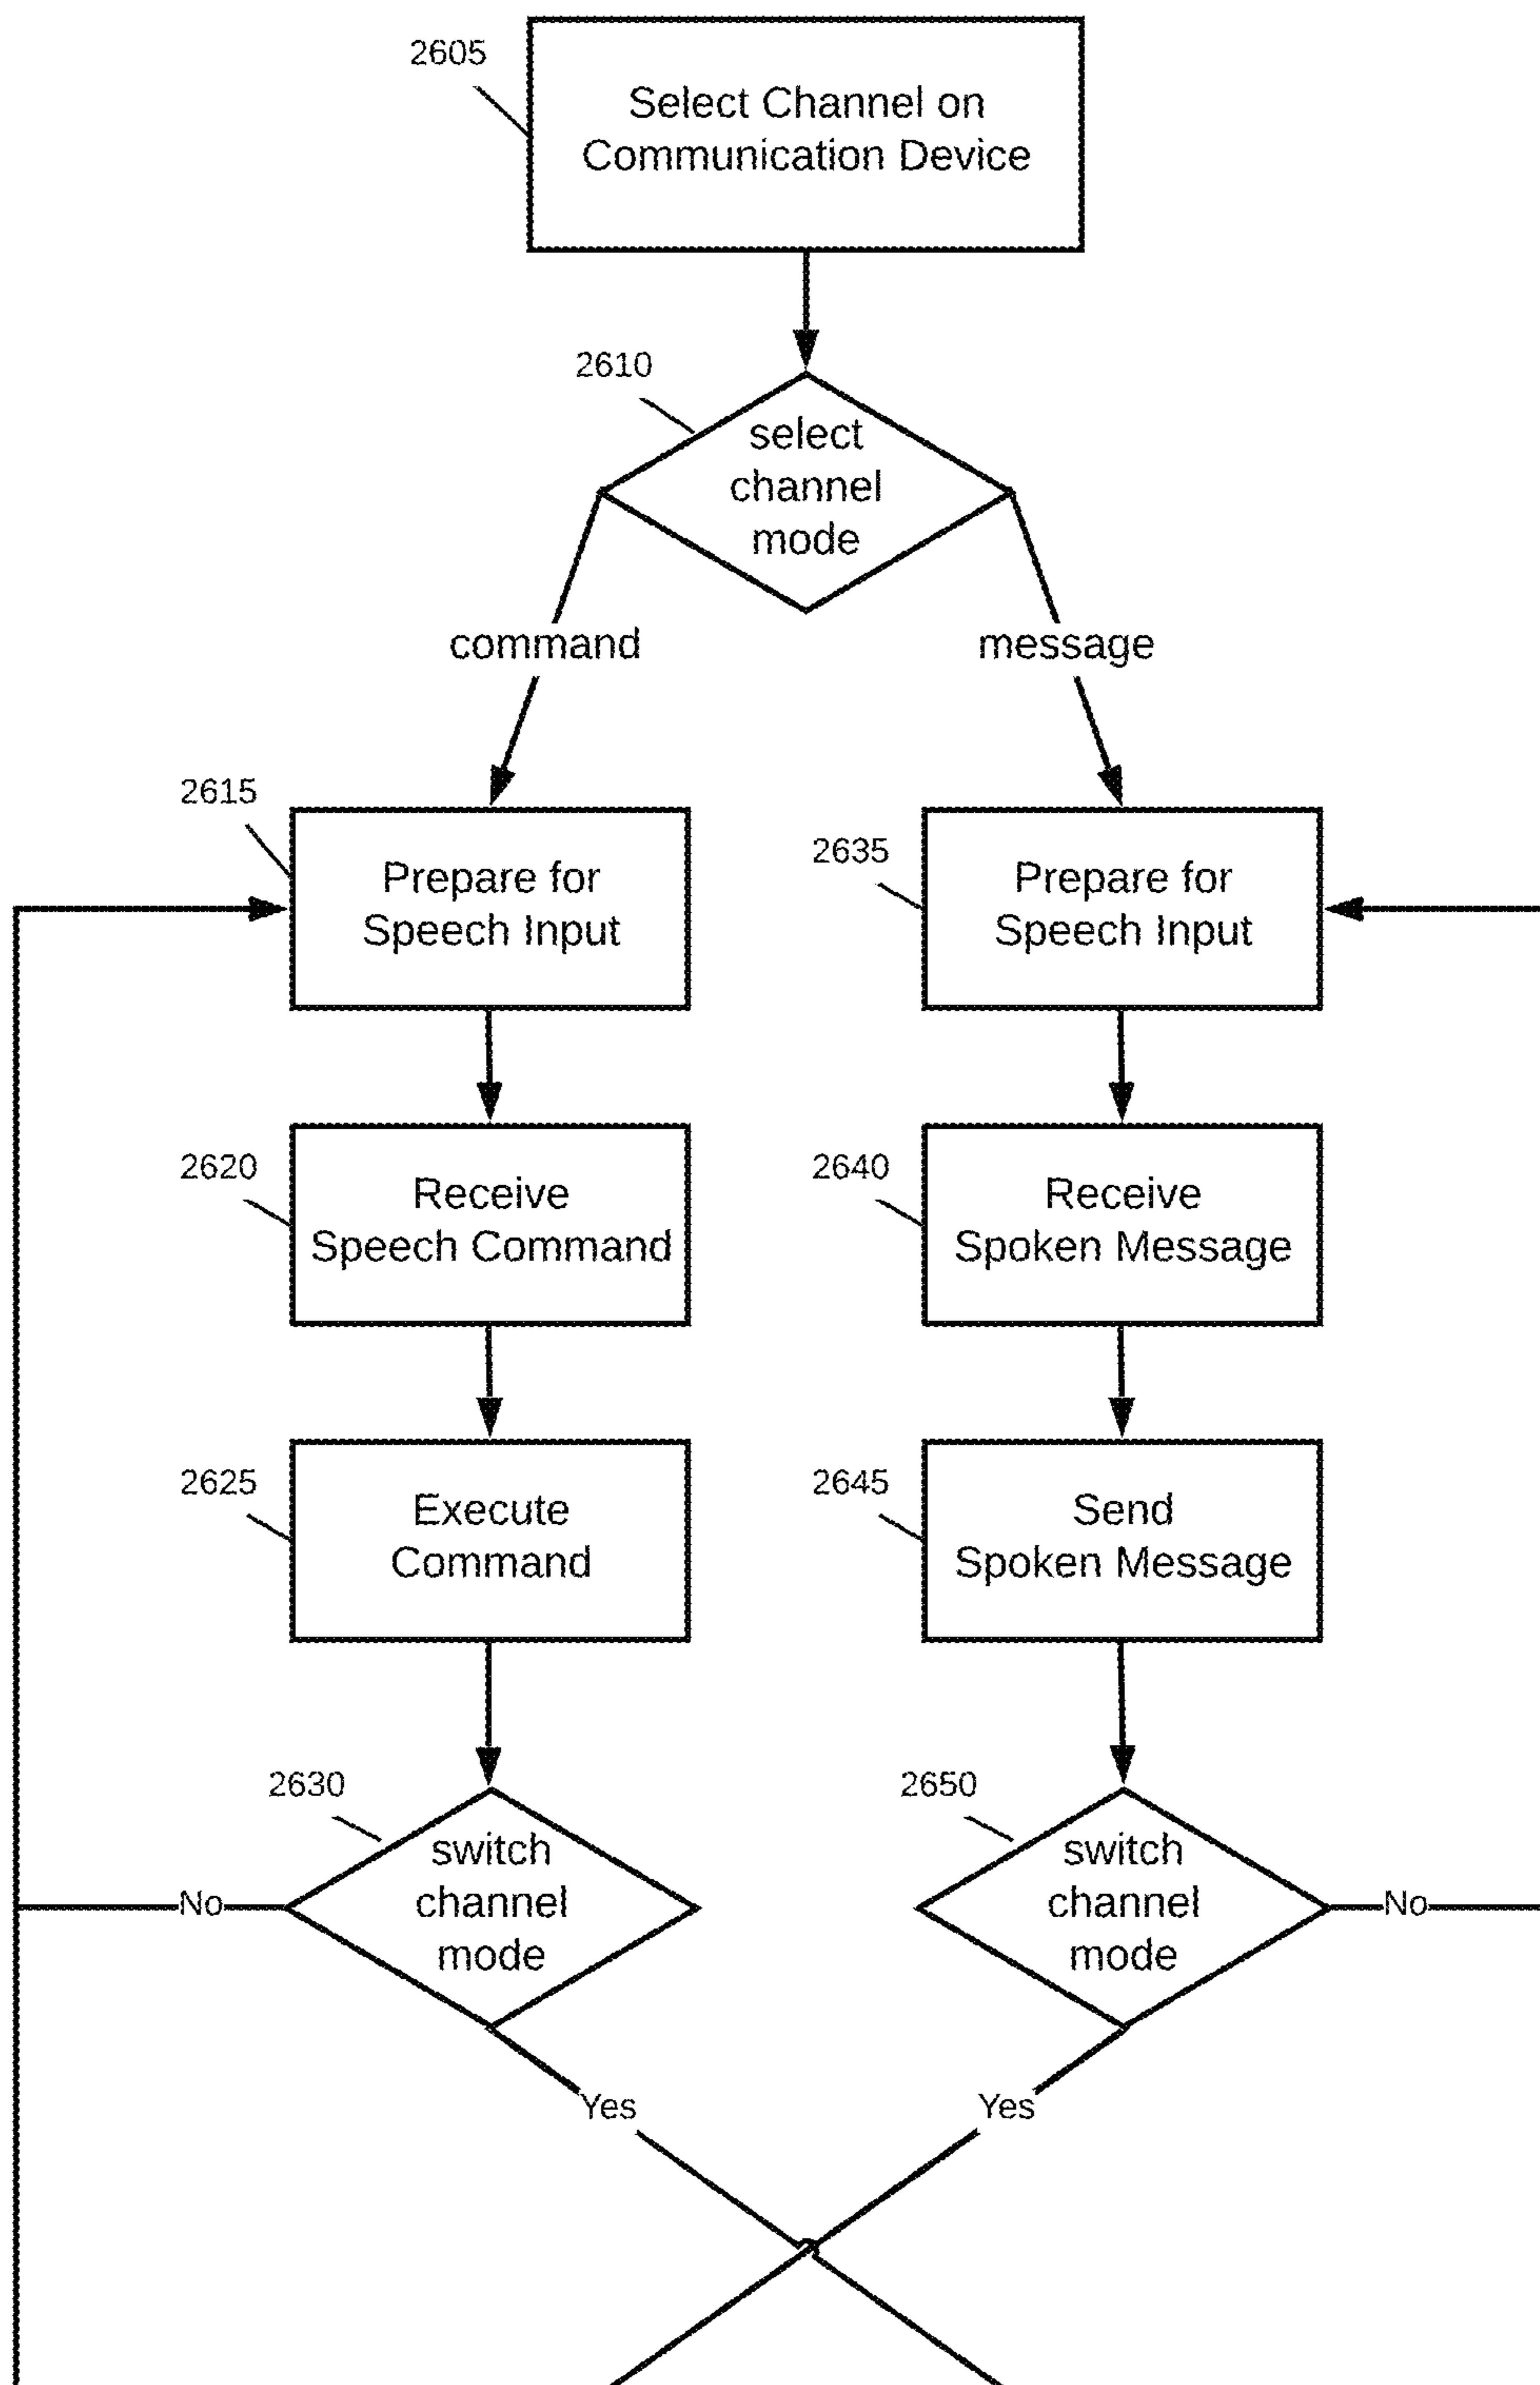 2605
Select Channel on
Communication Device
2610
select
channel
mode
command
message
2615
Prepare for
Speech Input
2635
Prepare for
Speech Input
2620
Receive
Speech Command
2640
Receive
Spoken Message
2625
Execute
Command
2645
Send
Spoken Message
2630
switch
channel
mode
No
2650
switch
channel
mode
No
Yes
Yes